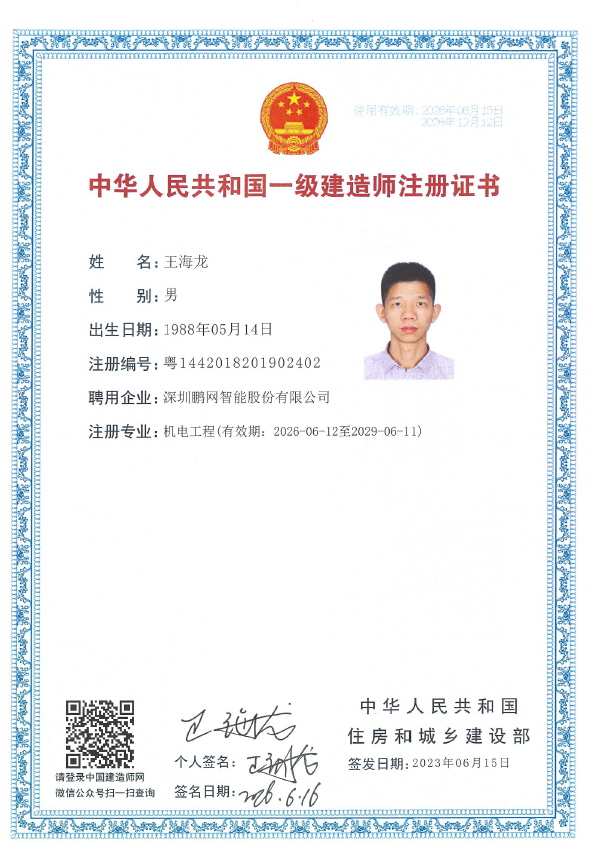 使用有效期: 2026年06月15日
- 2026年12月12日
中华人民共和国一级建造师注册证书
姓 名: 王海龙
性 别: 男
出生日期: 1988年05月14日
注册编号: 粤1442018201902402
聘用企业: 深圳鹏网智能股份有限公司
注册专业: 机电工程(有效期: 2026-06-12至2029-06-11)
请登录中国建造师网
微信公众号扫一扫查询
王海龙
个人签名: 王海龙
签名日期: 2026.6.16
中华人民共和国
住房和城乡建设部
签发日期: 2023年06月15日